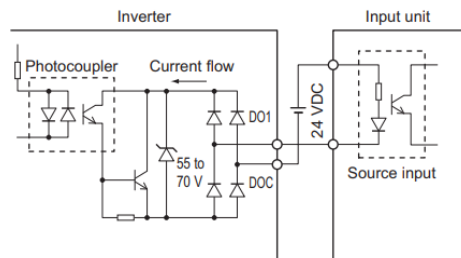 Inverter
Input unit
Photocoupler
Current flow
DO1
24 VDC
55 to
70 V
DOC
Source input